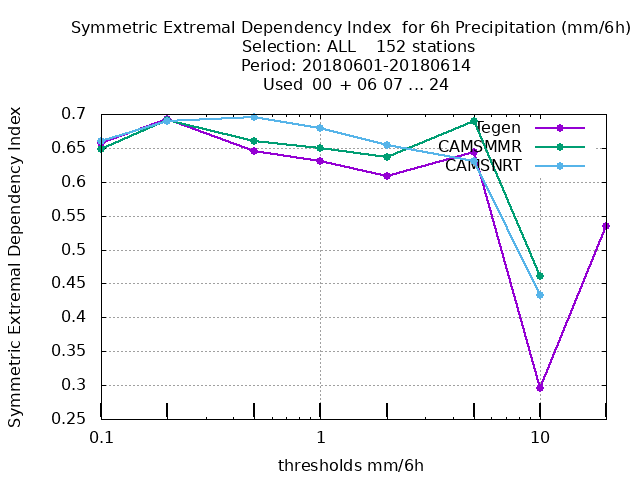 Symmetric Extremal Dependency Index  for 6h Precipitation (mm/6h)
Selection: ALL    152 stations
Period: 20180601-20180614
Used  00 + 06 07 ... 24
Symmetric Extremal Dependency Index
0.7
0.65
0.6
0.55
0.5
0.45
0.4
0.35
0.3
0.25
Tegen
CAMSMMR
CAMSNRT
0.1 1 10
thresholds mm/6h